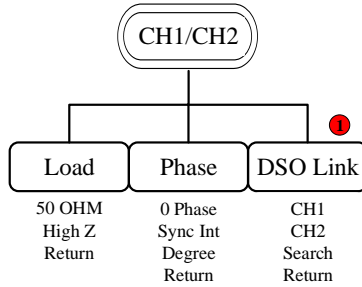 CH1/CH2
1
Load
Phase
DSO Link
50 OHM
High Z
Return
0 Phase
Sync Int
Degree
Return
CH1
CH2
Search
Return